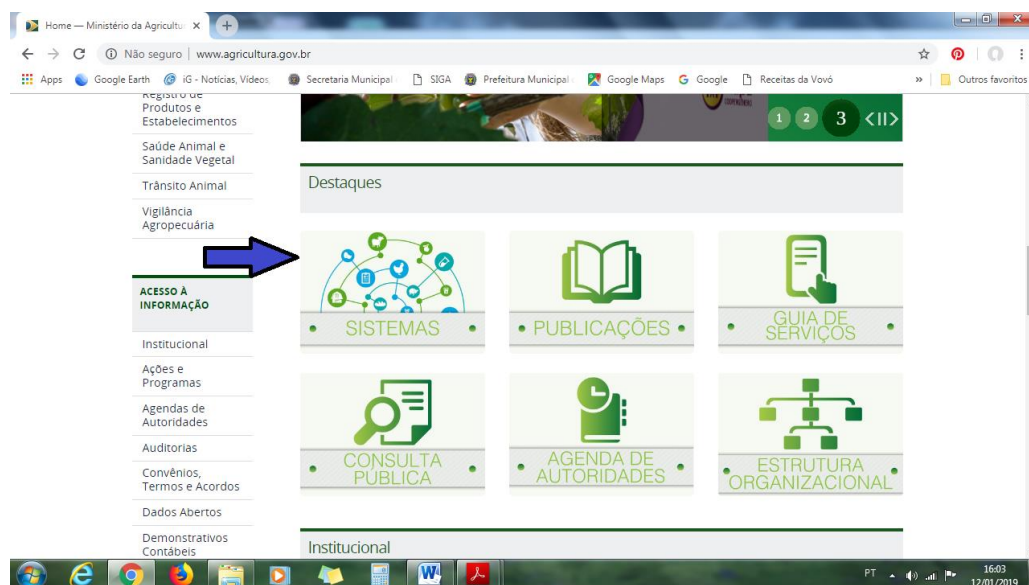 Home — Ministério da Agricultu
Não seguro | www.agricultura.gov.br
Apps
Google Earth
iG - Notícias, Vídeos,
Secretaria Municipal
SIGA
Prefeitura Municipal
Google Maps
Google
Receitas da Vovó
»
Outros favoritos
Registro de
Produtos e
Estabelecimentos
Saúde Animal e
Sanidade Vegetal
Trânsito Animal
Vigilância
Agropecuária
ACESSO À
INFORMAÇÃO
Institucional
Ações e
Programas
Agendas de
Autoridades
Auditorias
Convênios,
Termos e Acordos
Dados Abertos
Demonstrativos
Contábeis
1 2 3
Destaques
SISTEMAS
PUBLICAÇÕES
GUIA DE
SERVIÇOS
CONSULTA
PÚBLICA
AGENDA DE
AUTORIDADES
ESTRUTURA
ORGANIZACIONAL
Institucional
PT
16:03
12/01/2019